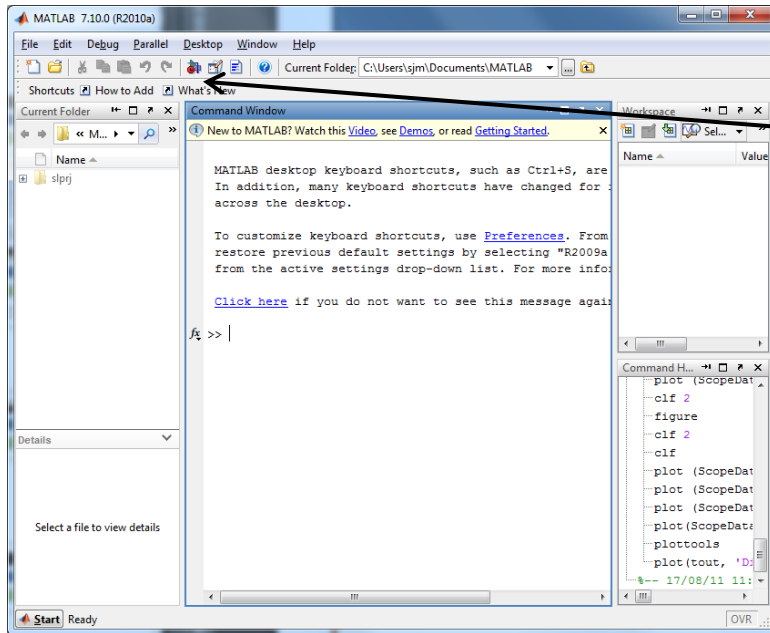 MATLAB 7.10.0 (R2010a)
File Edit Debug Parallel Desktop Window Help
Current Folder: C:\Users\sjm\Documents\MATLAB
Shortcuts How to Add What's New
Current Folder
« M...
»
Name
slprj
Details
Select a file to view details
Command Window
New to MATLAB? Watch this Video, see Demos, or read Getting Started.
MATLAB desktop keyboard shortcuts, such as Ctrl+S, are
In addition, many keyboard shortcuts have changed for
across the desktop.
To customize keyboard shortcuts, use Preferences. From
restore previous default settings by selecting "R2009a
from the active settings drop-down list. For more info
Click here if you do not want to see this message agai
fx >>
Workspace
Sel...
»
Name Value
Command H...
plot (ScopeDat
clf 2
figure
clf 2
clf
plot (ScopeDat
plot (ScopeDat
plot (ScopeDat
plot(ScopeData
plottools
plot(tout, 'Di
%-- 17/08/11 11:
Start Ready
OVR